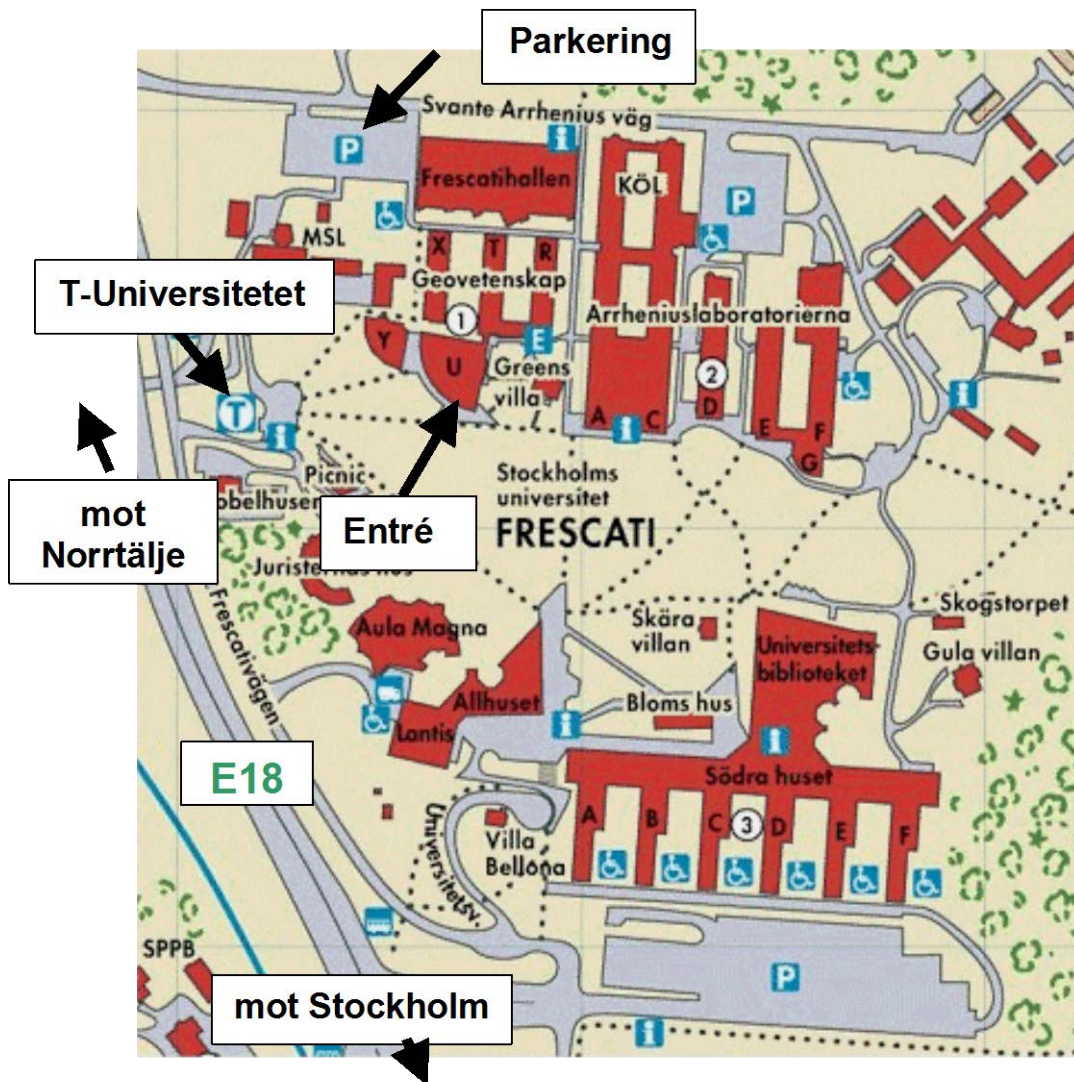 Parkering
Svante Arrhenius väg
P
i
Frescatihallen
KÖL
P
MSL
X T R
Geovetenskap
T-Universitetet
1
Arrheniuslaboratorierna
Y
U
E
Greens
villa
2
T
i
A C
i
D
E F
G
i
Picnic
Stockholms
universitet
FRESCATI
mot
Norrtälje
Entré
Frescativägen
Aula Magna
Skära
villan
Universitets-
biblioteket
Skogstorpet
Gula villan
Allhuset
Lantis
Bloms hus
i
i
E18
Södra huset
A B C 3 D E F
Villa
Bellona
Universitetsv.
SPPB
P
mot Stockholm
i